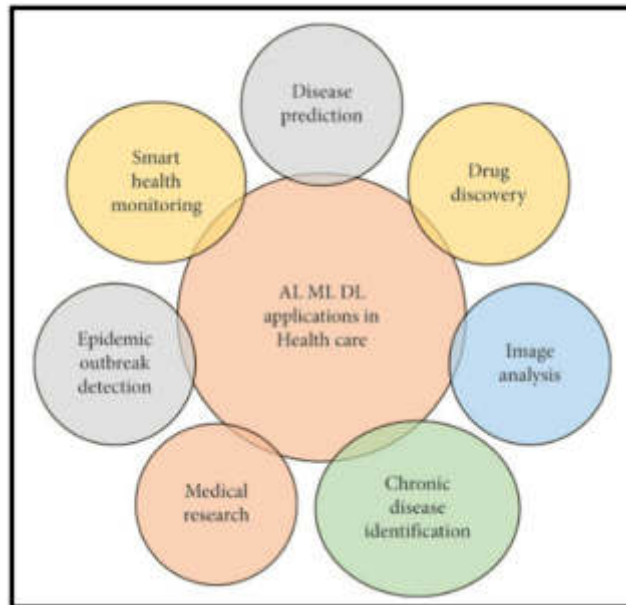 Disease
prediction
Smart
health
monitoring
Drug
discovery
AI, ML DL
applications in
Health care
Epidemic
outbreak
detection
Image
analysis
Medical
research
Chronic
disease
identification